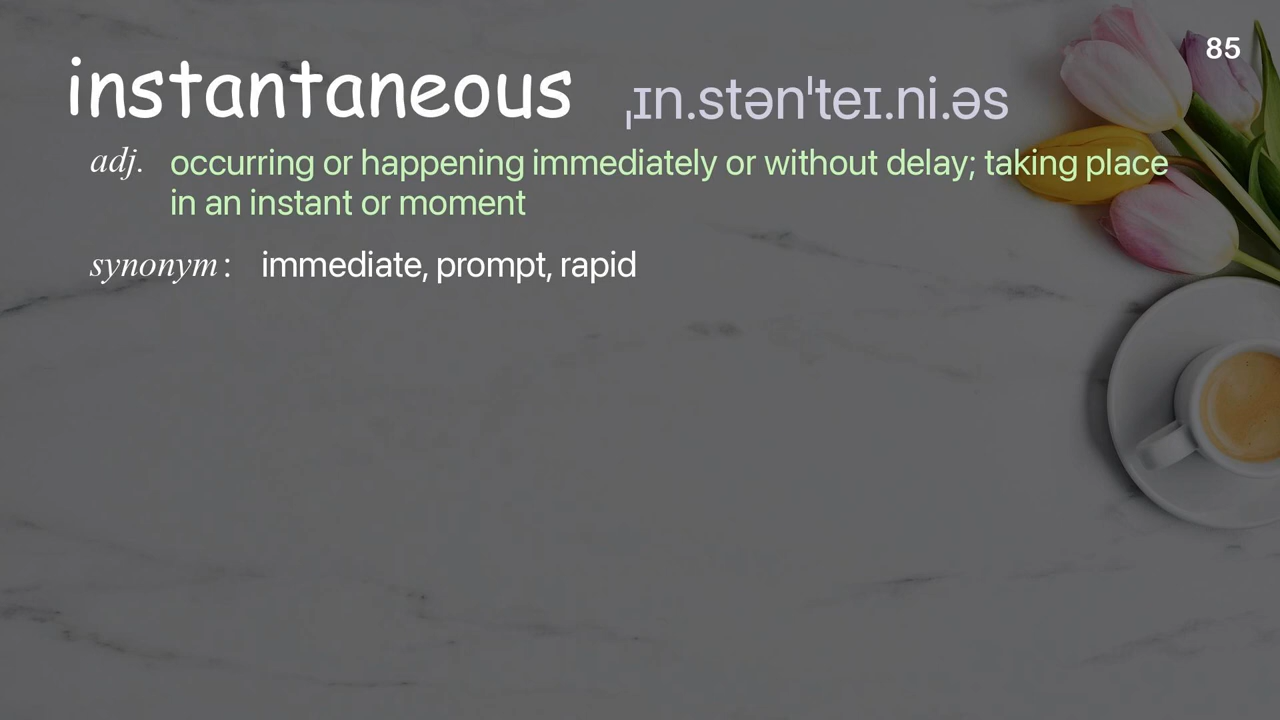 85
instantaneous ˌɪn.stənˈteɪ.ni.əs
adj. occurring or happening immediately or without delay; taking place
in an instant or moment
synonym: immediate, prompt, rapid